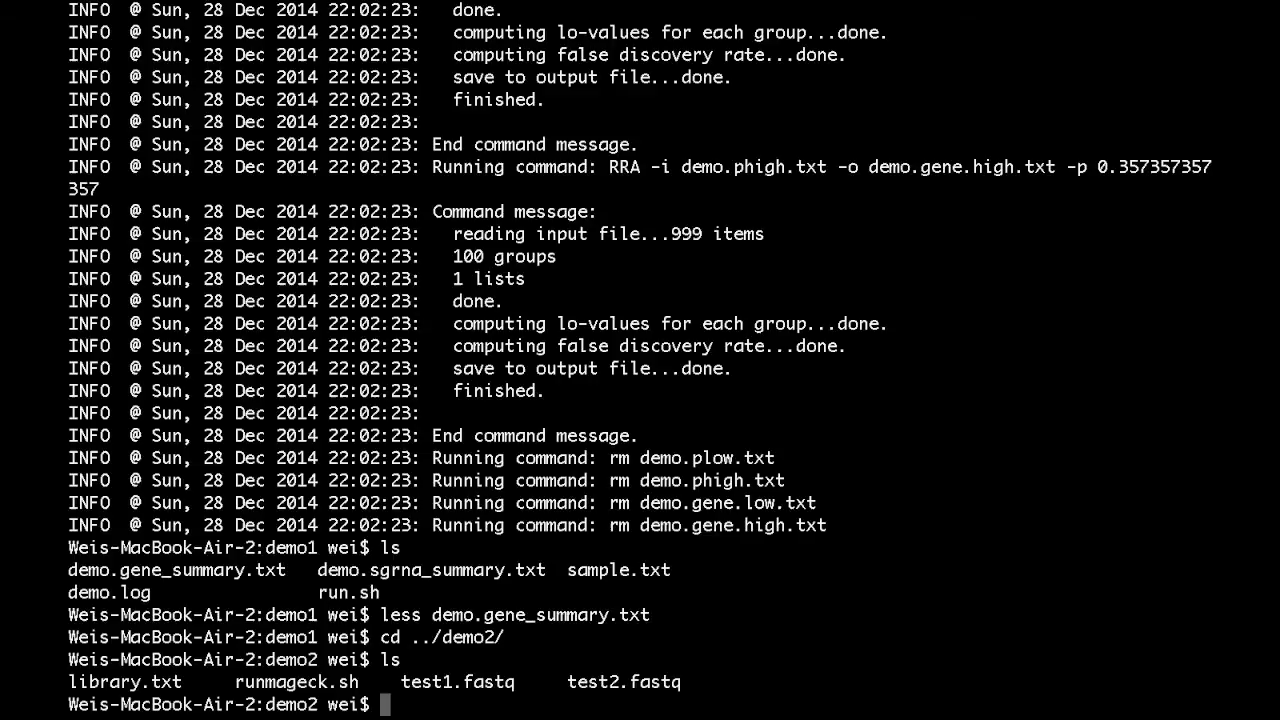 INFO  @ Sun, 28 Dec 2014 22:02:23:   done.
INFO  @ Sun, 28 Dec 2014 22:02:23:   computing lo-values for each group...done.
INFO  @ Sun, 28 Dec 2014 22:02:23:   computing false discovery rate...done.
INFO  @ Sun, 28 Dec 2014 22:02:23:   save to output file...done.
INFO  @ Sun, 28 Dec 2014 22:02:23:   finished.
INFO  @ Sun, 28 Dec 2014 22:02:23:
INFO  @ Sun, 28 Dec 2014 22:02:23: End command message.
INFO  @ Sun, 28 Dec 2014 22:02:23: Running command: RRA -i demo.phigh.txt -o demo.gene.high.txt -p 0.357357357
357
INFO  @ Sun, 28 Dec 2014 22:02:23: Command message:
INFO  @ Sun, 28 Dec 2014 22:02:23:   reading input file...999 items
INFO  @ Sun, 28 Dec 2014 22:02:23:   100 groups
INFO  @ Sun, 28 Dec 2014 22:02:23:   1 lists
INFO  @ Sun, 28 Dec 2014 22:02:23:   done.
INFO  @ Sun, 28 Dec 2014 22:02:23:   computing lo-values for each group...done.
INFO  @ Sun, 28 Dec 2014 22:02:23:   computing false discovery rate...done.
INFO  @ Sun, 28 Dec 2014 22:02:23:   save to output file...done.
INFO  @ Sun, 28 Dec 2014 22:02:23:   finished.
INFO  @ Sun, 28 Dec 2014 22:02:23:
INFO  @ Sun, 28 Dec 2014 22:02:23: End command message.
INFO  @ Sun, 28 Dec 2014 22:02:23: Running command: rm demo.plow.txt
INFO  @ Sun, 28 Dec 2014 22:02:23: Running command: rm demo.phigh.txt
INFO  @ Sun, 28 Dec 2014 22:02:23: Running command: rm demo.gene.low.txt
INFO  @ Sun, 28 Dec 2014 22:02:23: Running command: rm demo.gene.high.txt
Weis-MacBook-Air-2:demo1 wei$ ls
demo.gene_summary.txt   demo.sgrna_summary.txt  sample.txt
demo.log                run.sh
Weis-MacBook-Air-2:demo1 wei$ less demo.gene_summary.txt
Weis-MacBook-Air-2:demo1 wei$ cd ../demo2/
Weis-MacBook-Air-2:demo2 wei$ ls
library.txt     runmageck.sh    test1.fastq     test2.fastq
Weis-MacBook-Air-2:demo2 wei$